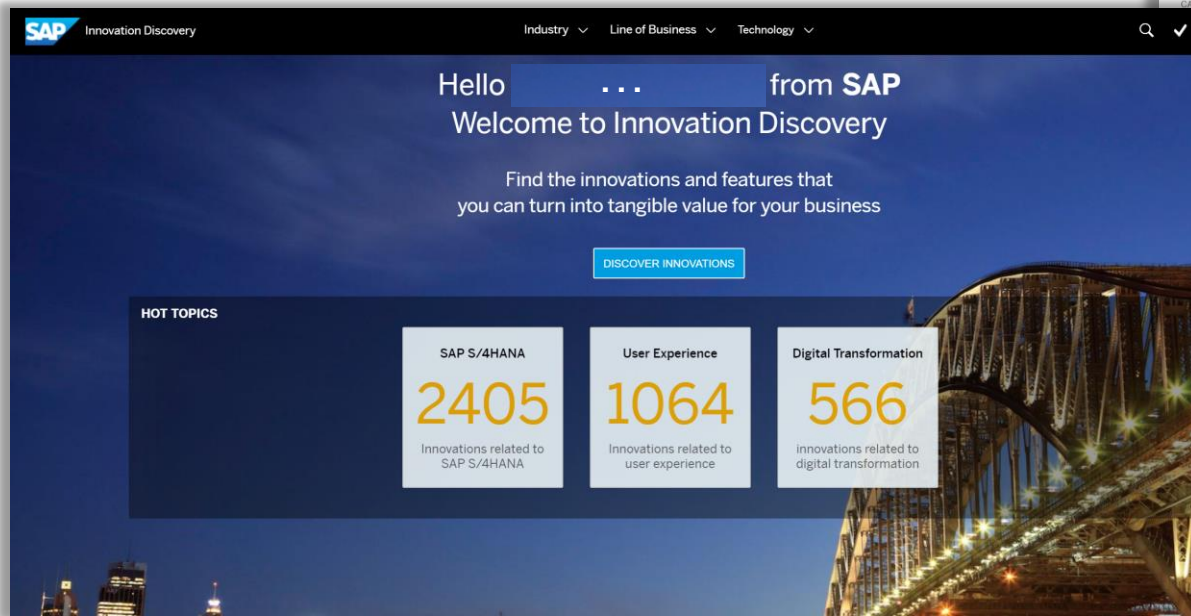 SAP Innovation Discovery Industry Line of Business Technology
Hello ... from SAP
Welcome to Innovation Discovery
Find the innovations and features that
you can turn into tangible value for your business
DISCOVER INNOVATIONS
HOT TOPICS
SAP S/4HANA
2405
Innovations related to
SAP S/4HANA
User Experience
1064
Innovations related to
user experience
Digital Transformation
566
innovations related to
digital transformation